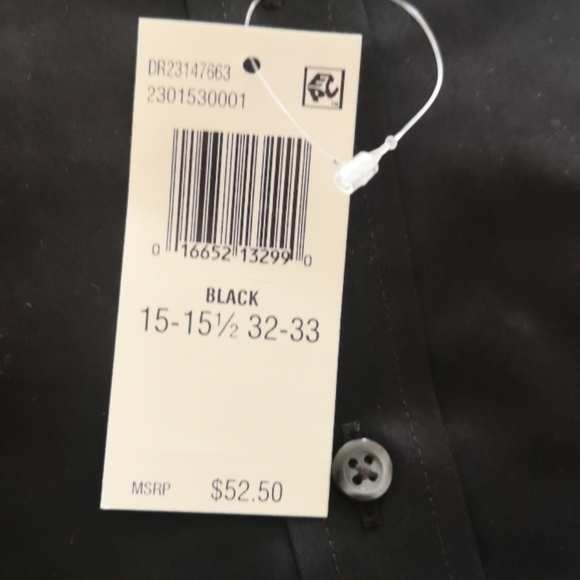 DR23147663
2301530001
0 16652 13299 0
BLACK
15-15½ 32-33
MSRP $52.50